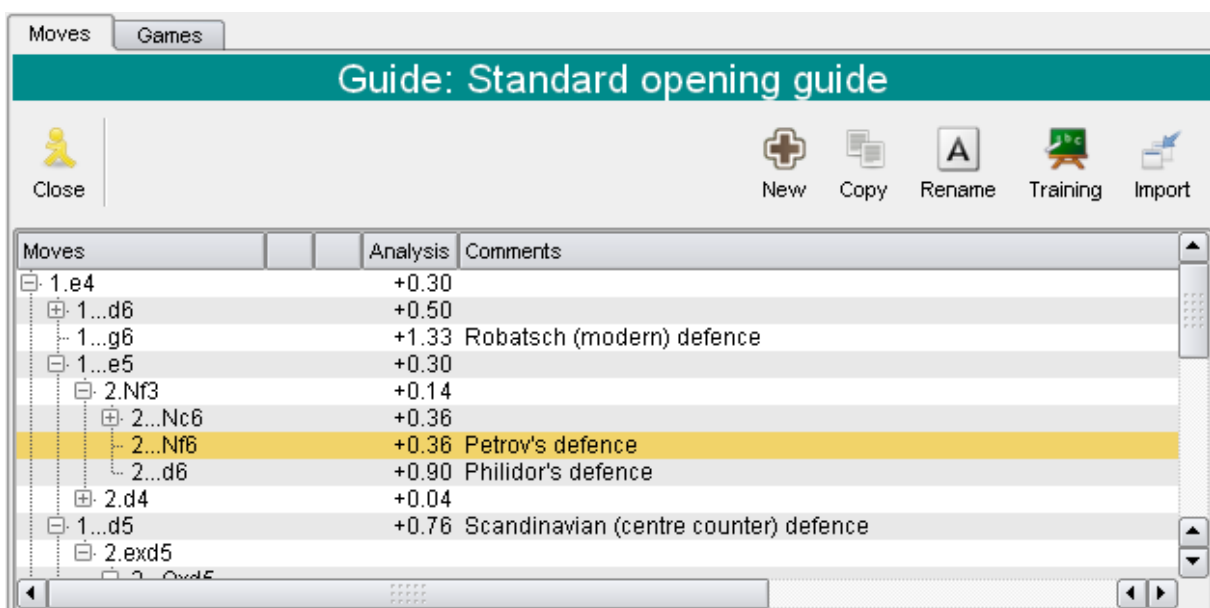 Moves Games
Guide: Standard opening guide
Close New Copy Rename Training Import
Moves Analysis Comments
1.e4 +0.30
1...d6 +0.50
1...g6 +1.33 Robatsch (modern) defence
1...e5 +0.30
2.Nf3 +0.14
2...Nc6 +0.36
2...Nf6 +0.36 Petrov's defence
2...d6 +0.90 Philidor's defence
2.d4 +0.04
1...d5 +0.76 Scandinavian (centre counter) defence
2.exd5